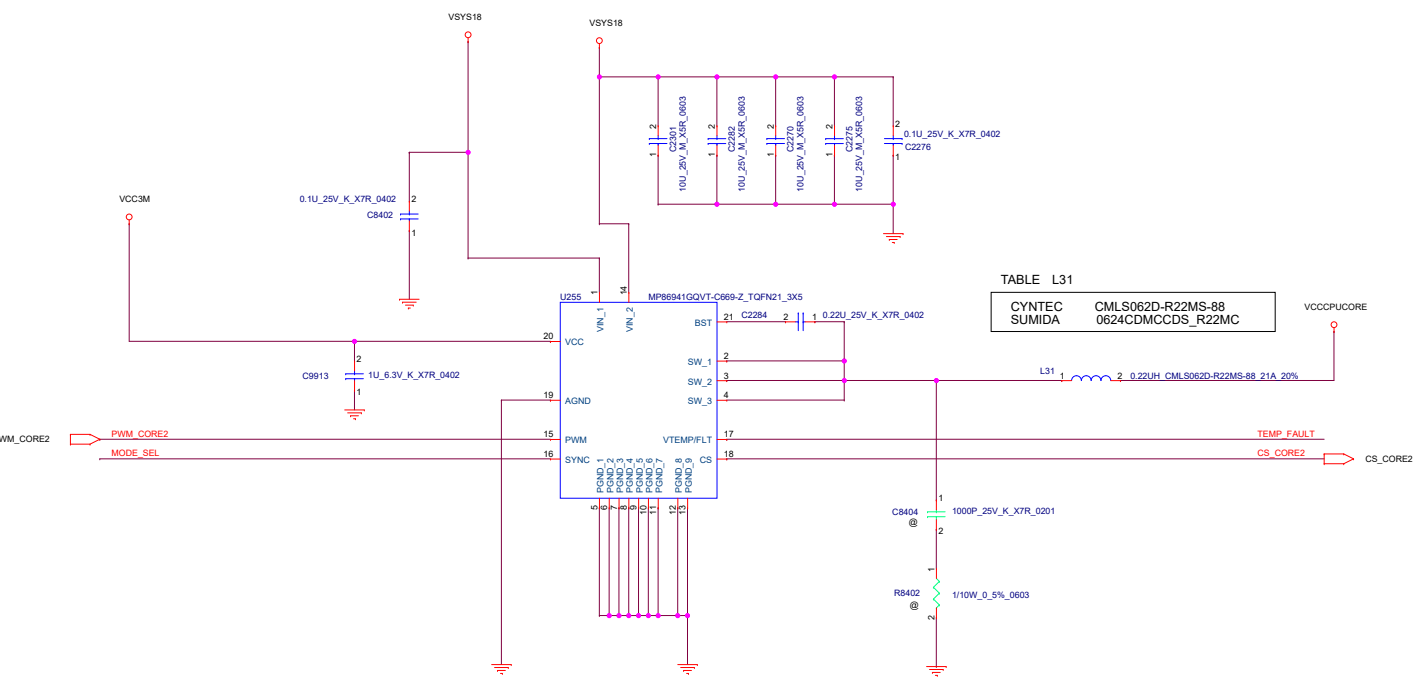 VSYS18
VSYS18
2
C2301
1
10U_25V_M_X5R_0603
2
C2282
1
10U_25V_M_X5R_0603
2
C2270
1
10U_25V_M_X5R_0603
2
C2275
1
10U_25V_M_X5R_0603
2
0.1U_25V_K_X7R_0402
C2276
1
0.1U_25V_K_X7R_0402
2
C8402
1
VCC3M
TABLE L31
CYNTEC CMLS062D-R22MS-88
SUMIDA 0624CDMCCDS_R22MC
VCCCPUCORE
U255
1
14
MP86941GQVT-C669-Z_TQFN21_3X5
VIN_1
VIN_2
BST
21
C2284
2
1
0.22U_25V_K_X7R_0402
20
VCC
2
C9913
1U_6.3V_K_X7R_0402
1
SW_1
2
SW_2
3
SW_3
4
L31
1
2
0.22UH_CMLS062D-R22MS-88_21A_20%
19
AGND
WM_CORE2
PWM_CORE2
15
PWM
MODE_SEL
16
SYNC
VTEMP/FLT
17
TEMP_FAULT
CS
18
CS_CORE2
CS_CORE2
PGND_1
PGND_2
PGND_3
PGND_4
PGND_5
PGND_6
PGND_7
PGND_8
PGND_9
5
6
7
8
9
10
11
12
13
1
C8404
@
1000P_25V_K_X7R_0201
2
1
R8402
@
1/10W_0_5%_0603
2